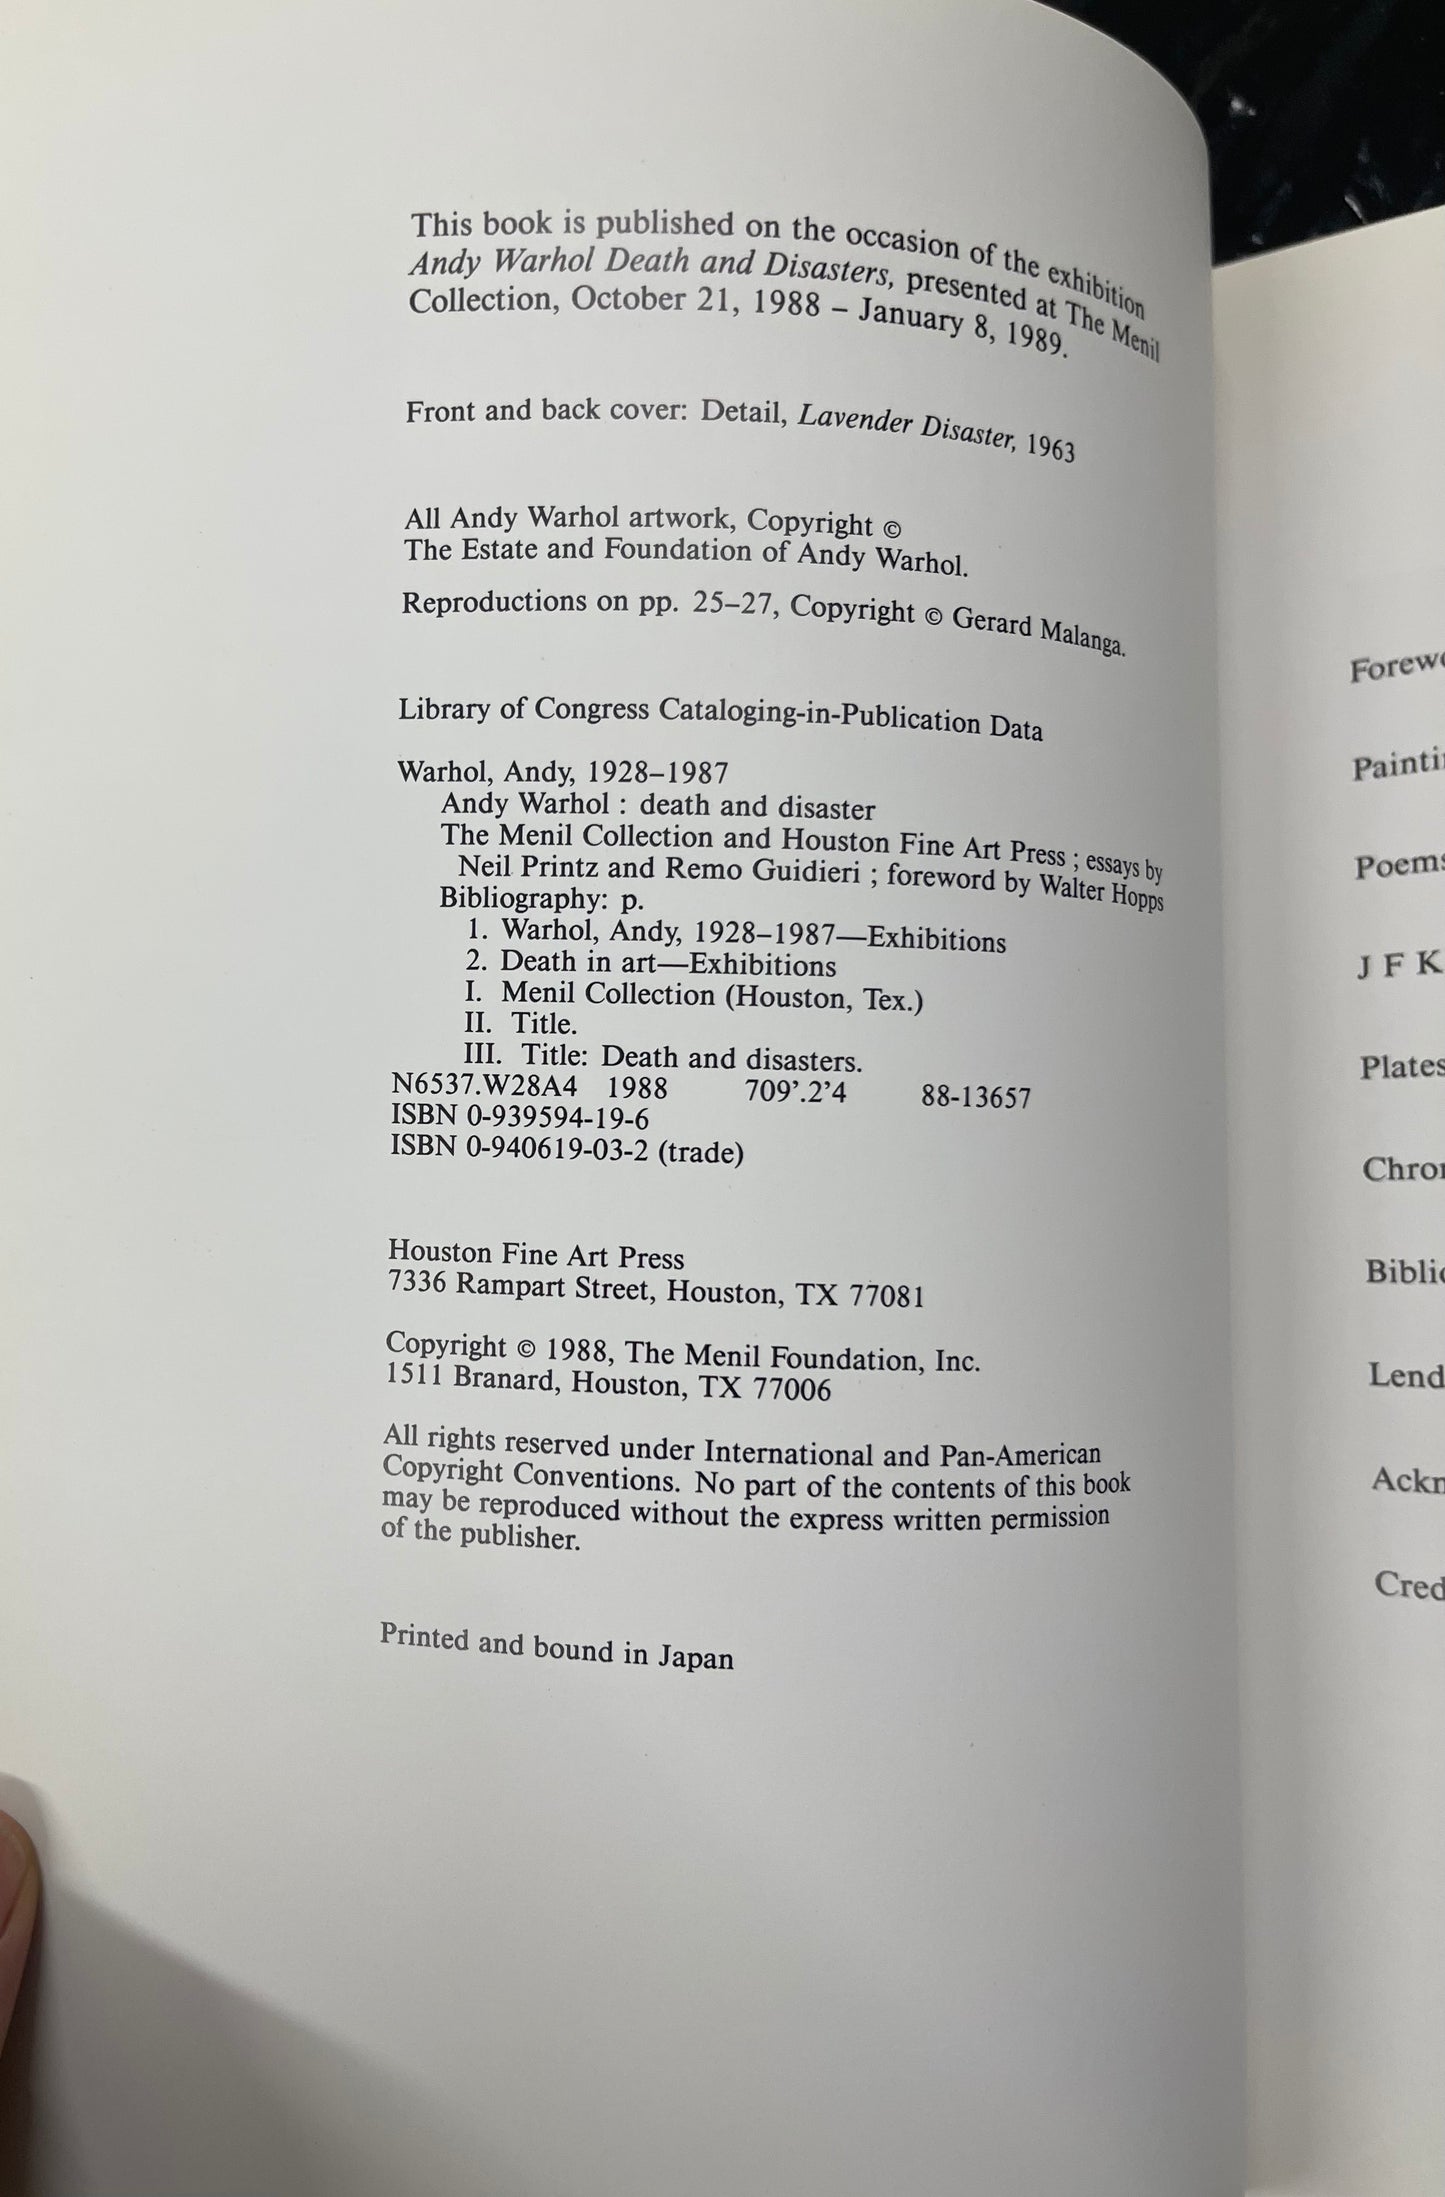 This book is published on the occasion of the exhibition
Andy Warhol Death and Disasters, presented at The Menil
Collection, October 21, 1988 – January 8, 1989.
Front and back cover: Detail, Lavender Disaster, 1963
All Andy Warhol artwork, Copyright ©
The Estate and Foundation of Andy Warhol.
Reproductions on pp. 25–27, Copyright © Gerard Malanga.
Library of Congress Cataloging-in-Publication Data
Warhol, Andy, 1928–1987
Andy Warhol : death and disaster
The Menil Collection and Houston Fine Art Press ; essays by
Neil Printz and Remo Guidieri ; foreword by Walter Hopps
Bibliography: p.
1. Warhol, Andy, 1928–1987—Exhibitions
2. Death in art—Exhibitions
I. Menil Collection (Houston, Tex.)
II. Title.
III. Title: Death and disasters.
N6537.W28A4 1988 709’.2’4 88-13657
ISBN 0-939594-19-6
ISBN 0-940619-03-2 (trade)
Houston Fine Art Press
7336 Rampart Street, Houston, TX 77081
Copyright © 1988, The Menil Foundation, Inc.
1511 Branard, Houston, TX 77006
All rights reserved under International and Pan-American
Copyright Conventions. No part of the contents of this book
may be reproduced without the express written permission
of the publisher.
Printed and bound in Japan
Poems
J F K
Plates